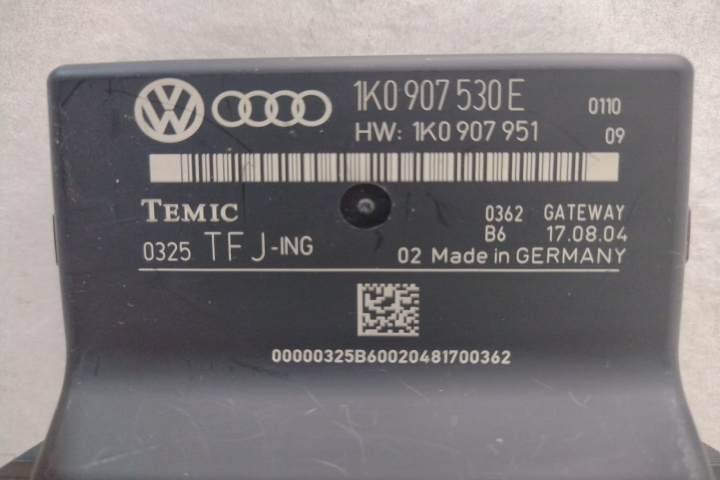 1K0 907 530 E 0110
HW: 1K0 907 951 09
TEMIC 0362 GATEWAY
B6 17.08.04
0325 TFJ-ING 02 Made in GERMANY
00000325B60020481700362